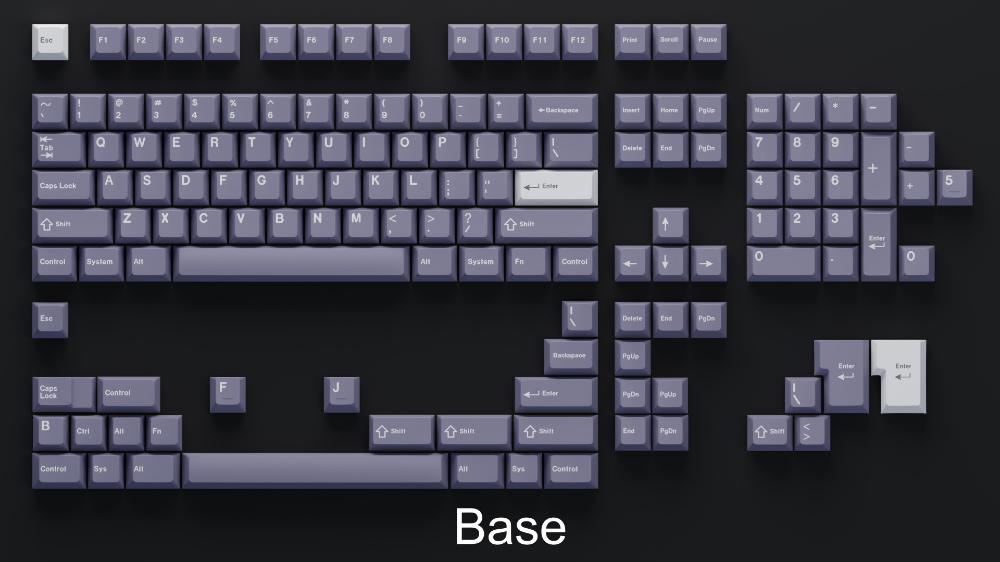 Esc F1 F2 F3 F4 F5 F6 F7 F8 F9 F10 F11 F12 Print Scroll Pause
~ ` ! 1 @ 2 # 3 $ 4 % 5 ^ 6 & 7 * 8 ( 9 ) 0 _ - + = ←Backspace Insert Home PgUp Num / * -
Tab Q W E R T Y U I O P { [ } ] | \ Delete End PgDn 7 8 9 + -
Caps Lock A S D F G H J K L : ; " ' Enter 4 5 6 + 5
Shift Z X C V B N M < , > . ? / Shift ↑ 1 2 3 Enter
Control System Alt Alt System Fn Control ← ↓ → 0 . 0
Esc | \ Delete End PgDn
Backspace PgUp Enter Enter
Caps Lock Control F J Enter PgDn PgUp | \
B Ctrl Alt Fn Shift Shift Shift End PgDn Shift < >
Control Sys Alt Alt Sys Control
Base